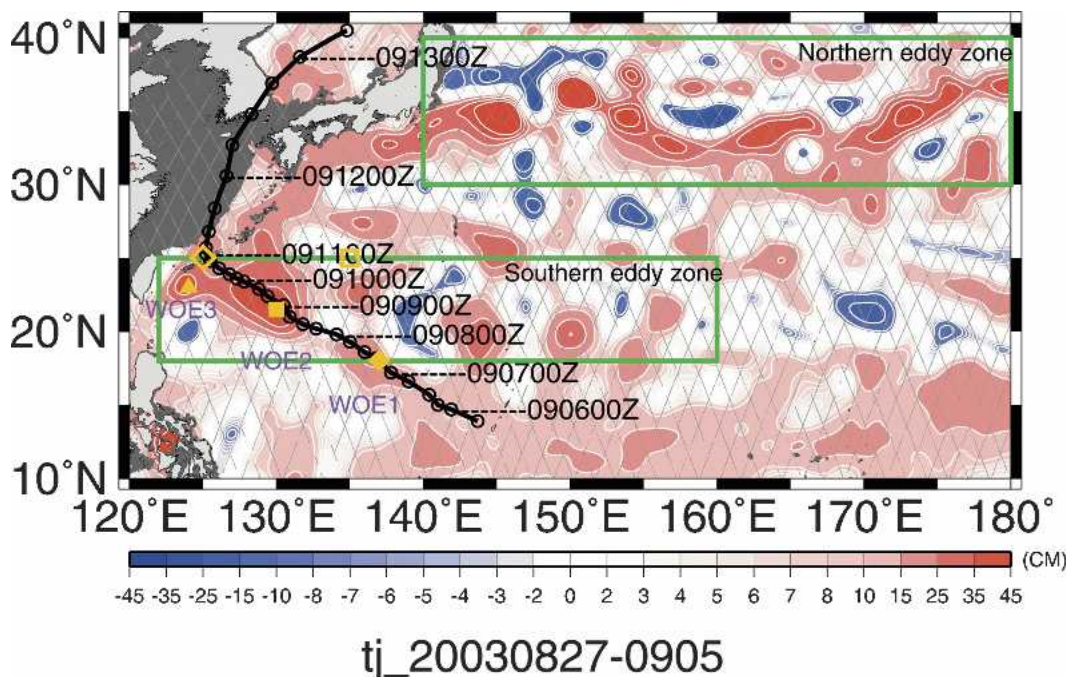 40°N
Northern eddy zone
091300Z
30°N
091200Z
091100Z
Southern eddy zone
091000Z
WOE3
090900Z
20°N
090800Z
WOE2
090700Z
WOE1
090600Z
10°N
120°E 130°E 140°E 150°E 160°E 170°E 180°
(CM)
-45 -35 -25 -15 -10 -8 -7 -6 -5 -4 -3 -2 0 2 3 4 5 6 7 8 10 15 25 35 45
tj_20030827-0905